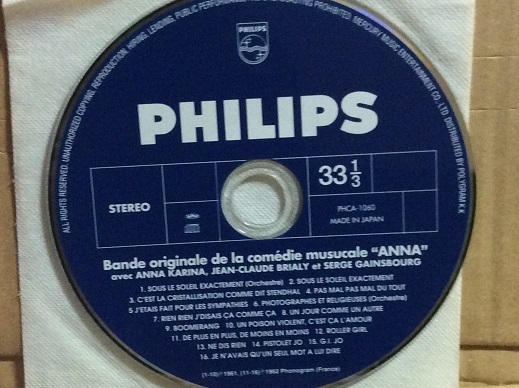 ALL RIGHTS RESERVED. UNAUTHORIZED COPYING, REPRODUCTION, HIRING, LENDING, PUBLIC PERFORMANCE AND BROADCASTING PROHIBITED. MERCURY MUSIC ENTERTAINMENT CO., LTD. DISTRIBUTED BY POLYGRAM K.K.
PHILIPS
PHILIPS
STEREO
33 1/3
PHCA-1060
MADE IN JAPAN
Bande originale de la comédie musucale "ANNA"
avec ANNA KARINA, JEAN-CLAUDE BRIALY et SERGE GAINSBOURG
1. SOUS LE SOLEIL EXACTEMENT (Orchestre) 2. SOUS LE SOLEIL EXACTEMENT
3. C'EST LA CRISTALLISATION COMME DIT STENDHAL 4. PAS MAL PAS MAL DU TOUT
5. J'ETAIS FAIT POUR LES SYMPATHIES 6. PHOTOGRAPHES ET RELIGIEUSES (Orchestre)
7. RIEN RIEN J'DISAIS ÇA COMME ÇA 8. UN JOUR COMME UN AUTRE
9. BOOMERANG 10. UN POISON VIOLENT, C'EST ÇA L'AMOUR
11. DE PLUS EN PLUS, DE MOINS EN MOINS 12. ROLLER GIRL
13. NE DIS RIEN 14. PISTOLET JO 15. G.I. JO
16. JE N'AVAIS QU'UN SEUL MOT A LUI DIRE
(1-10) ℗ 1961, (11-16) ℗ 1962 Phonogram (France)